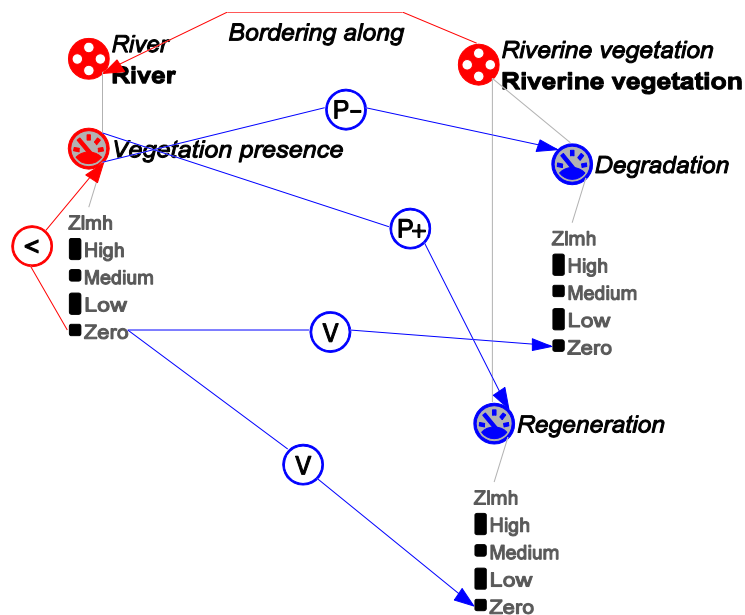 River
River
Bordering along
Riverine vegetation
Riverine vegetation
P–
Vegetation presence
Degradation
Zlmh
High
Medium
Low
Zero
<
P+
Zlmh
High
Medium
Low
Zero
V
Regeneration
V
Zlmh
High
Medium
Low
Zero